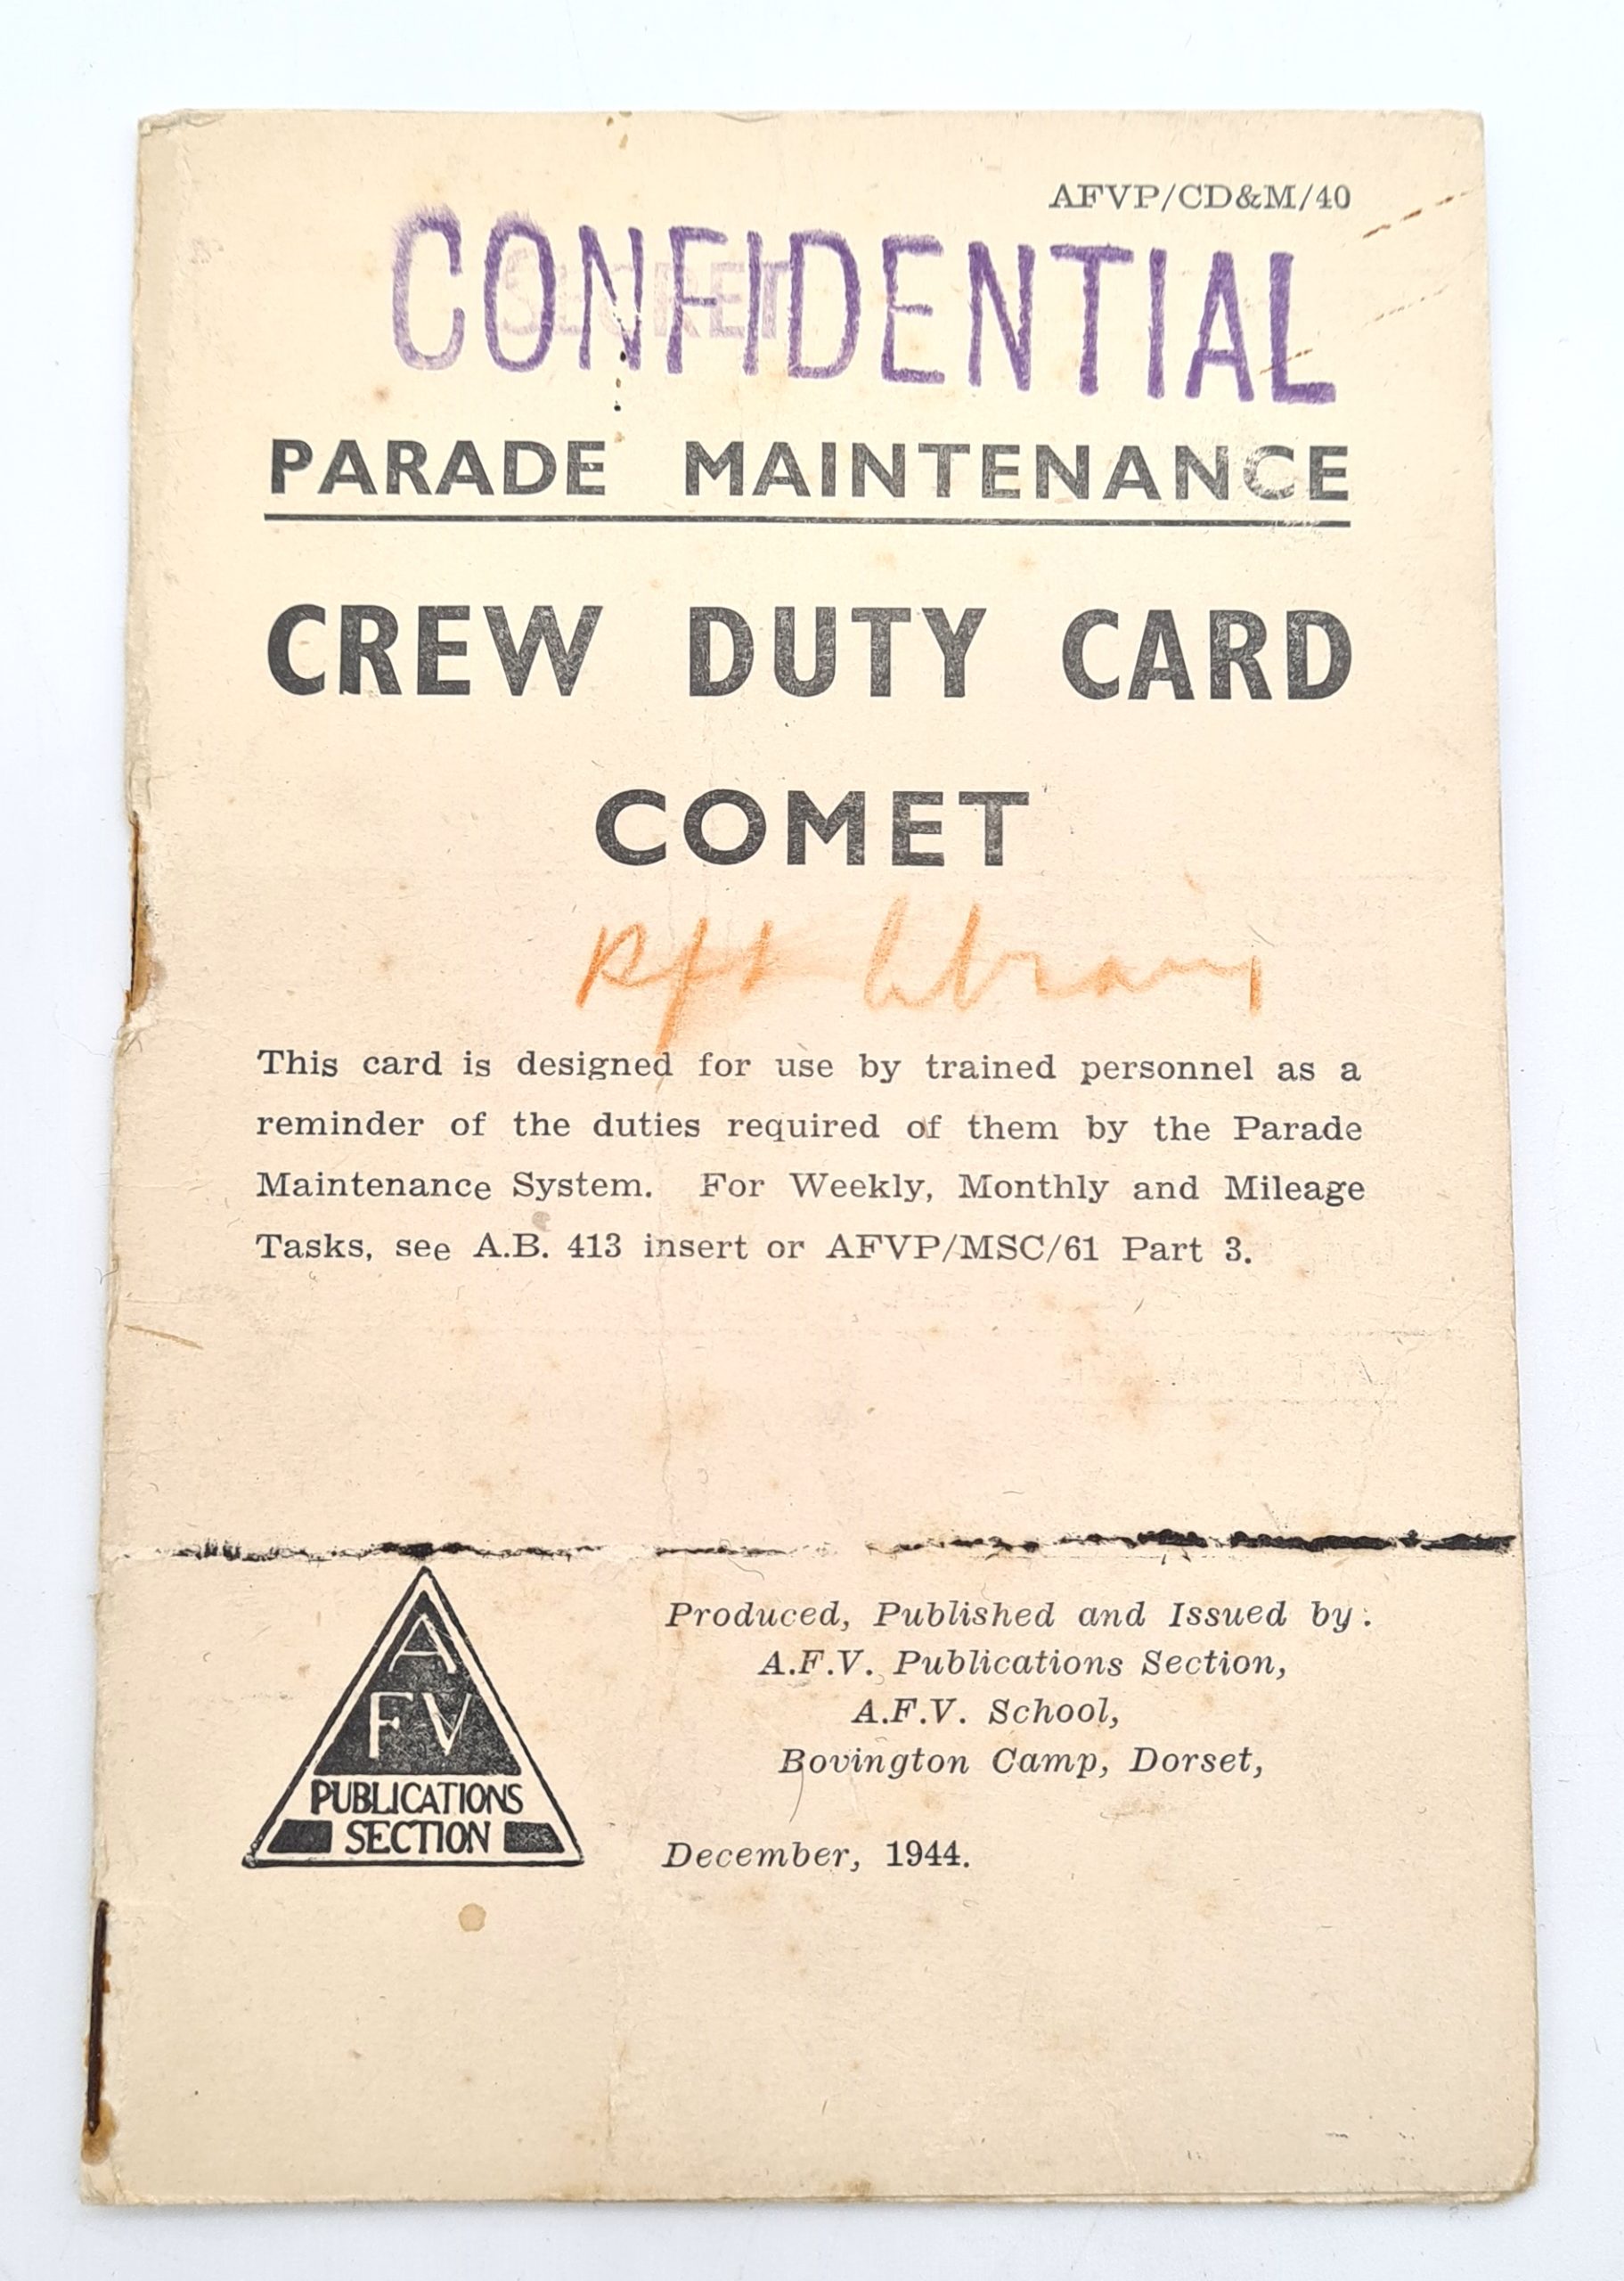 AFVP/CD&M/40
CONFIDENTIAL
SECRET
PARADE MAINTENANCE
CREW DUTY CARD
COMET
library
This card is designed for use by trained personnel as a
reminder of the duties required of them by the Parade
Maintenance System. For Weekly, Monthly and Mileage
Tasks, see A.B. 413 insert or AFVP/MSC/61 Part 3.
A
FV
PUBLICATIONS
SECTION
Produced, Published and Issued by:
A.F.V. Publications Section,
A.F.V. School,
Bovington Camp, Dorset,
December, 1944.